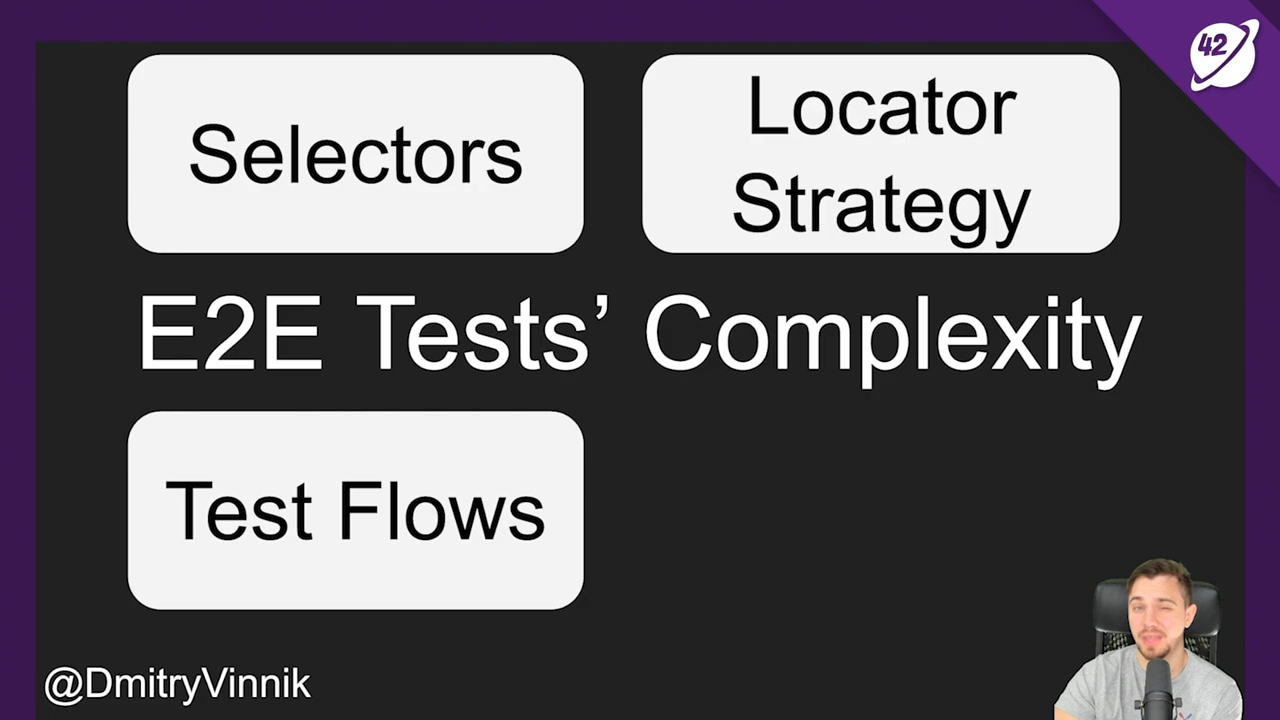 42
Selectors
Locator
Strategy
E2E Tests’ Complexity
Test Flows
@DmitryVinnik